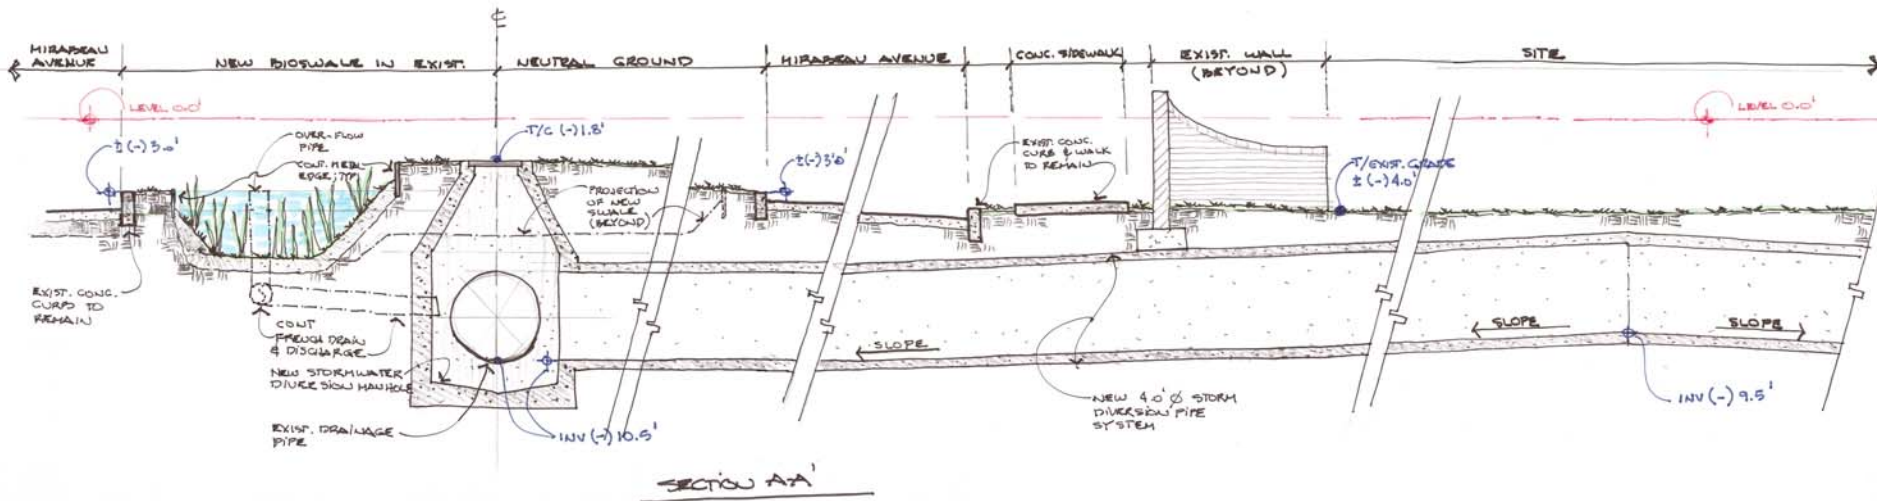 ℄
MIRABEAU
AVENUE
NEW BIOSWALE IN EXIST.
NEUTRAL GROUND
MIRABEAU AVENUE
CONC. SIDEWALK
EXIST. WALL
(BEYOND)
SITE
LEVEL 0.0'
LEVEL 0.0'
± (-) 3.0'
OVER-FLOW
PIPE
CONT. METAL
EDGE; TYP.
T/C (-) 1.8'
PROJECTION
OF NEW
SWALE
(BEYOND)
± (-) 3.0'
EXIST. CONC.
CURB & WALK
TO REMAIN
T/EXIST. GRADE
± (-) 4.0'
EXIST. CONC.
CURB TO
REMAIN
CONT
FRENCH DRAIN
& DISCHARGE
NEW STORMWATER
DIVERSION MANHOLE
EXIST. DRAINAGE
PIPE
INV (-) 10.5'
SLOPE
SLOPE
SLOPE
NEW 4.0' Ø STORM
DIVERSION PIPE
SYSTEM
INV (-) 9.5'
SECTION AA'